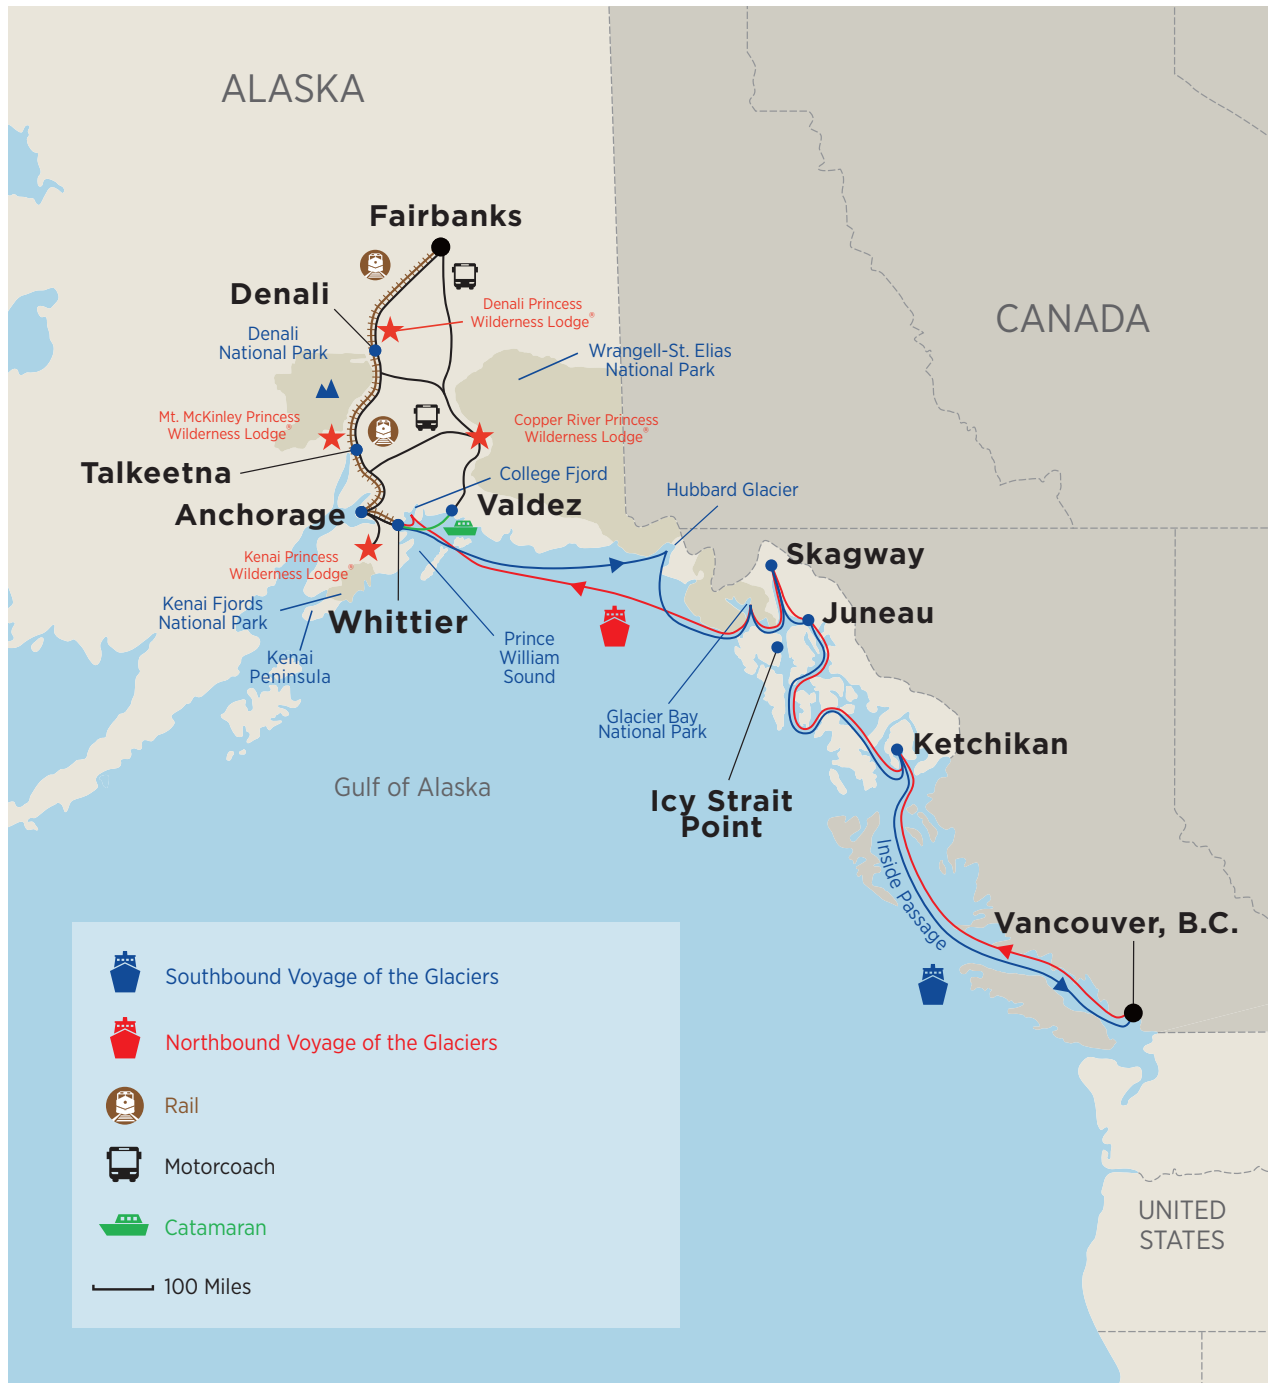 ALASKA
Fairbanks
Denali
Denali Princess
Wilderness Lodge®
CANADA
Denali
National Park
Wrangell-St. Elias
National Park
Mt. McKinley Princess
Wilderness Lodge®
Copper River Princess
Wilderness Lodge®
Talkeetna
College Fjord
Hubbard Glacier
Anchorage
Valdez
Skagway
Kenai Princess
Wilderness Lodge®
Kenai Fjords
National Park
Whittier
Juneau
Prince
William
Sound
Kenai
Peninsula
Glacier Bay
National Park
Ketchikan
Gulf of Alaska
Icy Strait
Point
Inside Passage
Vancouver, B.C.
Southbound Voyage of the Glaciers
Northbound Voyage of the Glaciers
Rail
Motorcoach
Catamaran
100 Miles
UNITED
STATES